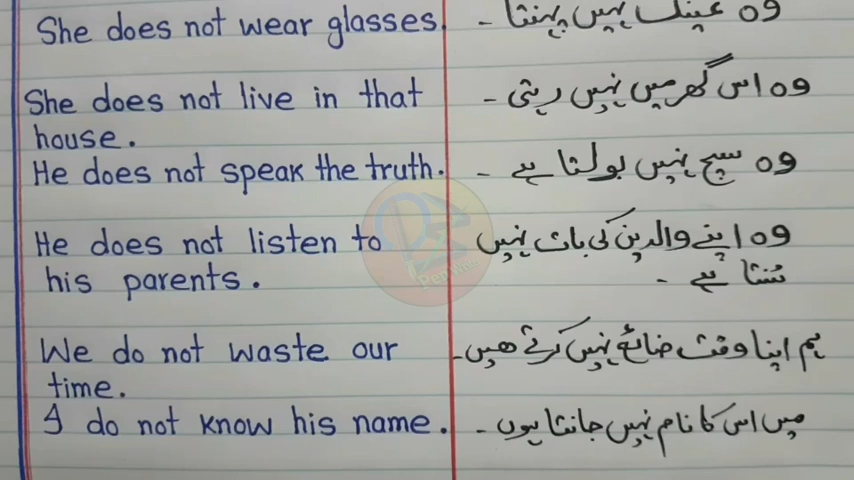 She does not wear glasses.
وہ عینک نہیں پہنتا ۔
She does not live in that
house.
وہ اس گھر میں نہیں رہتی ۔
He does not speak the truth.
وہ سچ نہیں بولتا ہے ۔
He does not listen to
his parents.
وہ اپنے والدین کی بات نہیں
سُنتا ہے ۔
We do not waste our
time.
ہم اپنا وقت ضائع نہیں کرتے ھیں۔
I do not know his name.
میں اس کا نام نہیں جانتا ہوں ۔